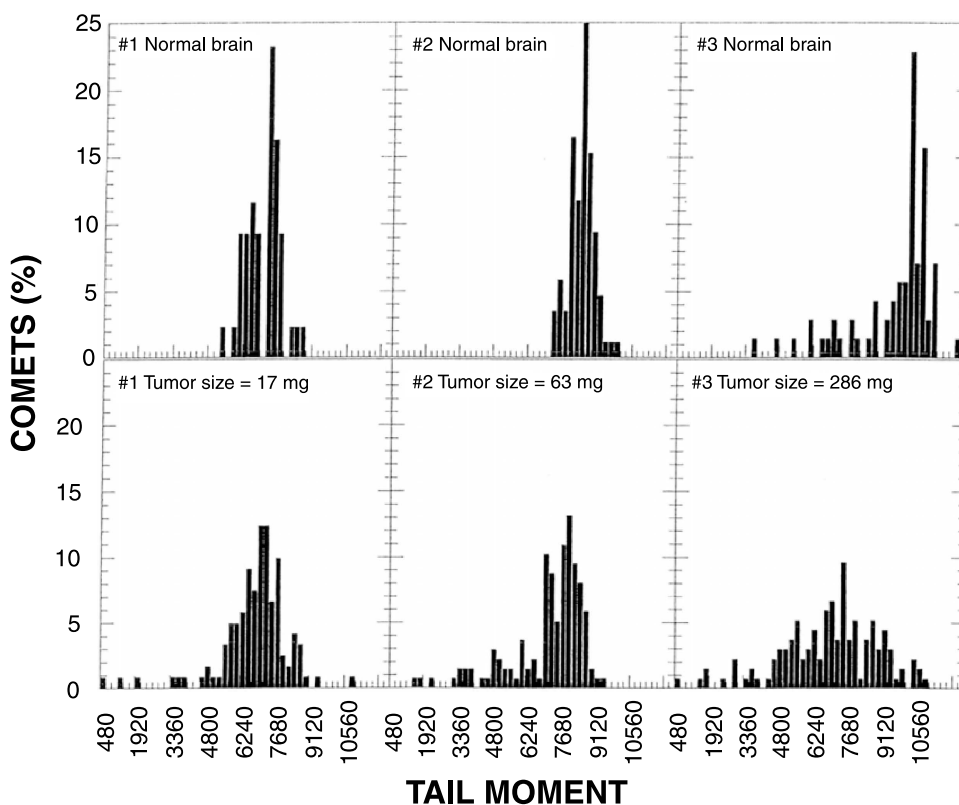 25
20
15
10
5
0
#1 Normal brain
#2 Normal brain
#3 Normal brain
COMETS (%)
20
15
10
5
0
#1 Tumor size = 17 mg
#2 Tumor size = 63 mg
#3 Tumor size = 286 mg
480 1920 3360 4800 6240 7680 9120 10560
480 1920 3360 4800 6240 7680 9120 10560
480 1920 3360 4800 6240 7680 9120 10560
TAIL MOMENT